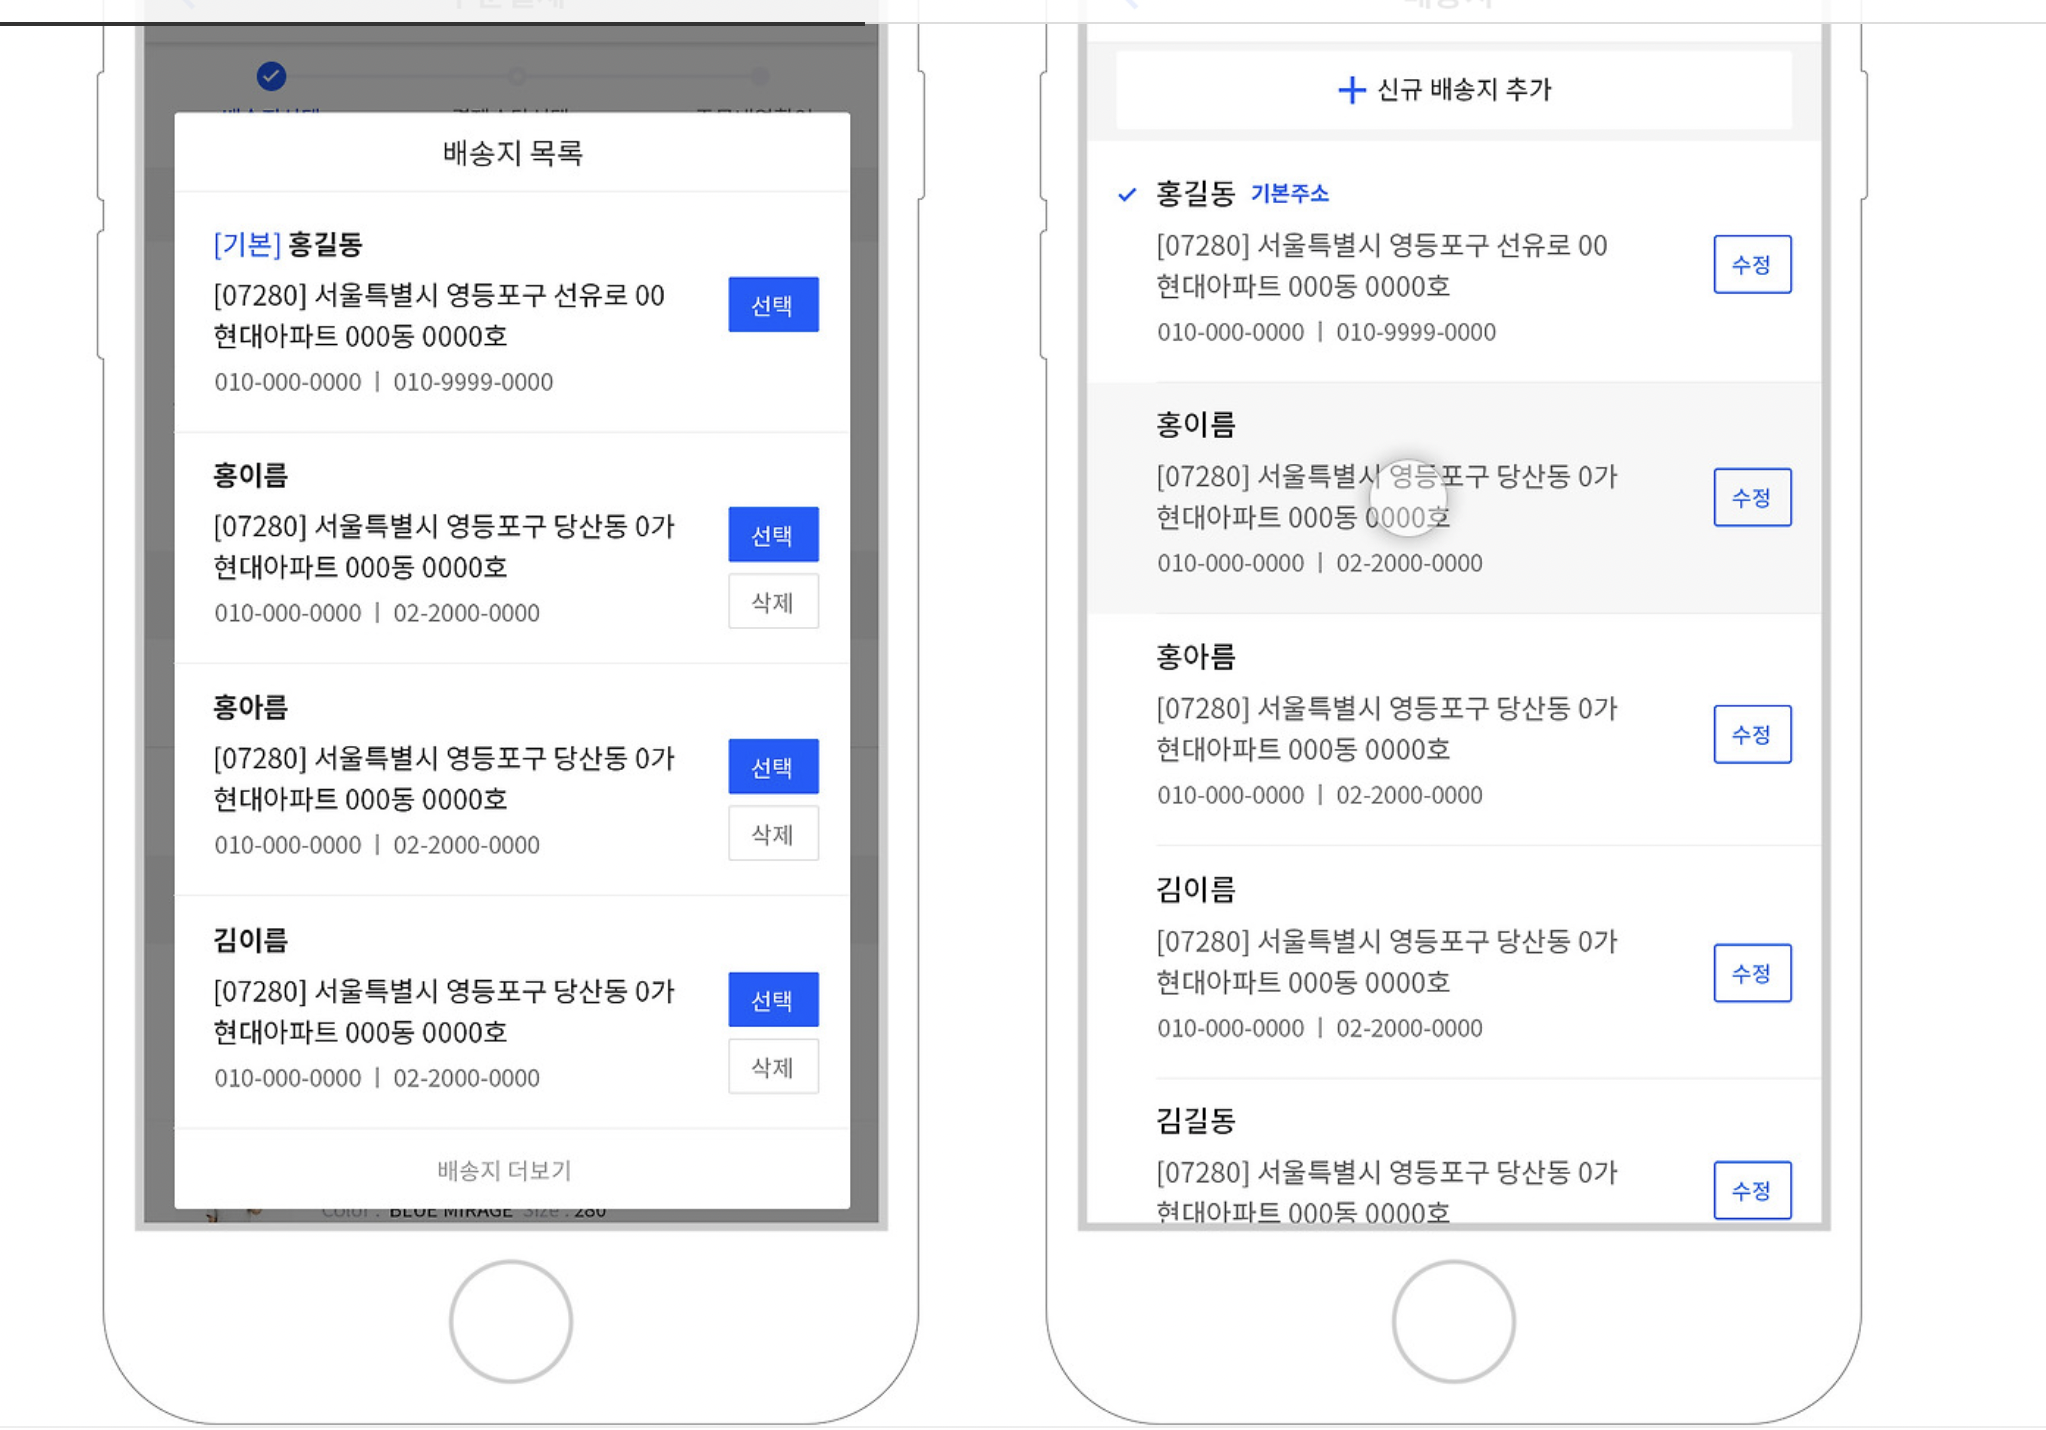 배송지 목록
[기본] 홍길동
[07280] 서울특별시 영등포구 선유로 00
현대아파트 000동 0000호
선택
010-000-0000 | 010-9999-0000
홍이름
[07280] 서울특별시 영등포구 당산동 0가
현대아파트 000동 0000호
선택
삭제
010-000-0000 | 02-2000-0000
홍아름
[07280] 서울특별시 영등포구 당산동 0가
현대아파트 000동 0000호
선택
삭제
010-000-0000 | 02-2000-0000
김이름
[07280] 서울특별시 영등포구 당산동 0가
현대아파트 000동 0000호
선택
삭제
010-000-0000 | 02-2000-0000
배송지 더보기
Color : BLUE MIRAGE Size : 280
신규 배송지 추가
홍길동 기본주소
[07280] 서울특별시 영등포구 선유로 00
현대아파트 000동 0000호
수정
010-000-0000 | 010-9999-0000
홍이름
[07280] 서울특별시 영등포구 당산동 0가
현대아파트 000동 0000호
수정
010-000-0000 | 02-2000-0000
홍아름
[07280] 서울특별시 영등포구 당산동 0가
현대아파트 000동 0000호
수정
010-000-0000 | 02-2000-0000
김이름
[07280] 서울특별시 영등포구 당산동 0가
현대아파트 000동 0000호
수정
010-000-0000 | 02-2000-0000
김길동
[07280] 서울특별시 영등포구 당산동 0가
현대아파트 000동 0000호
수정